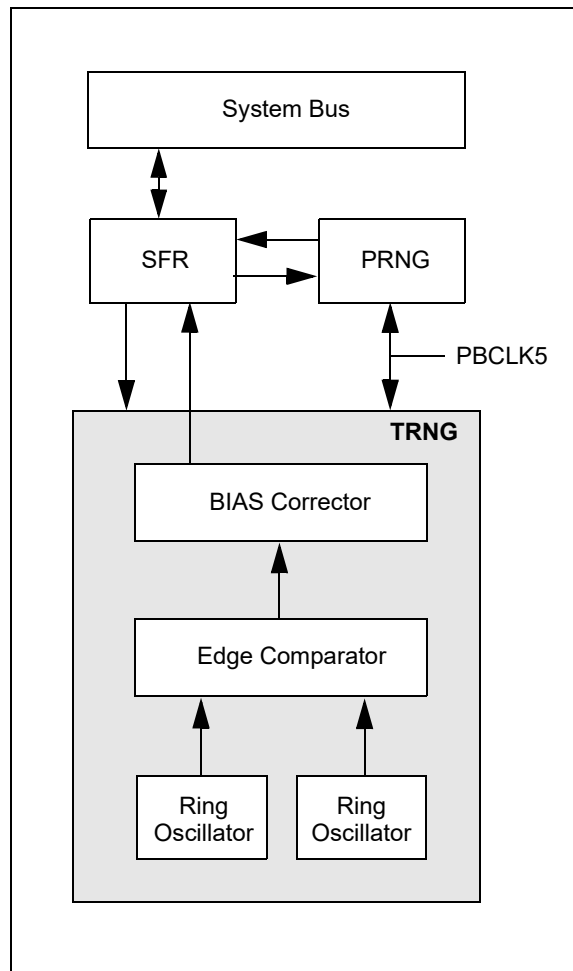 System Bus
SFR
PRNG
PBCLK5
TRNG
BIAS Corrector
Edge Comparator
Ring
Oscillator
Ring
Oscillator